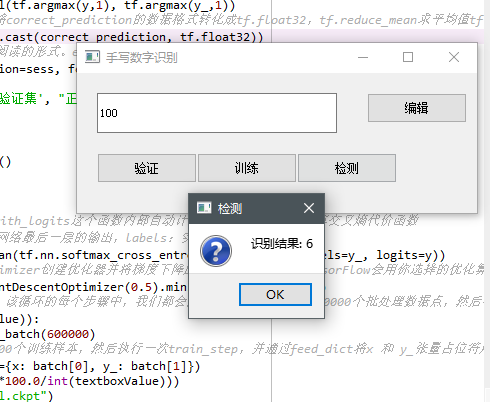 l(tf.argmax(y,1), tf.argmax(y_,1))
将correct_prediction的数据格式转化成tf.float32，tf.reduce_mean求平均值tf
.cast(correct_prediction, tf.float32))
阅读的形式。
手写数字识别
ion=sess, fe
100
编辑
验证集', "正
验证
训练
检测
()
检测
ith_logits这个函数内部自动计
交叉熵代价函数
网络最后一层的输出，labels：
识别结果: 6
an(tf.nn.softmax_cross_entro
els=y_, logits=y))
imizer创建优化器并将梯度下降
sorFlow会用你选择的优化
ntDescentOptimizer(0.5).min
OK
该循环的每个步骤中，我们都会
0000个批处理数据点，然后
ue)):
_batch(600000)
00个训练样本，然后执行一次train_step，并通过feed_dict将x 和 y_张量占位符
={x: batch[0], y_: batch[1]})
*100.0/int(textboxValue)))
l.ckpt")